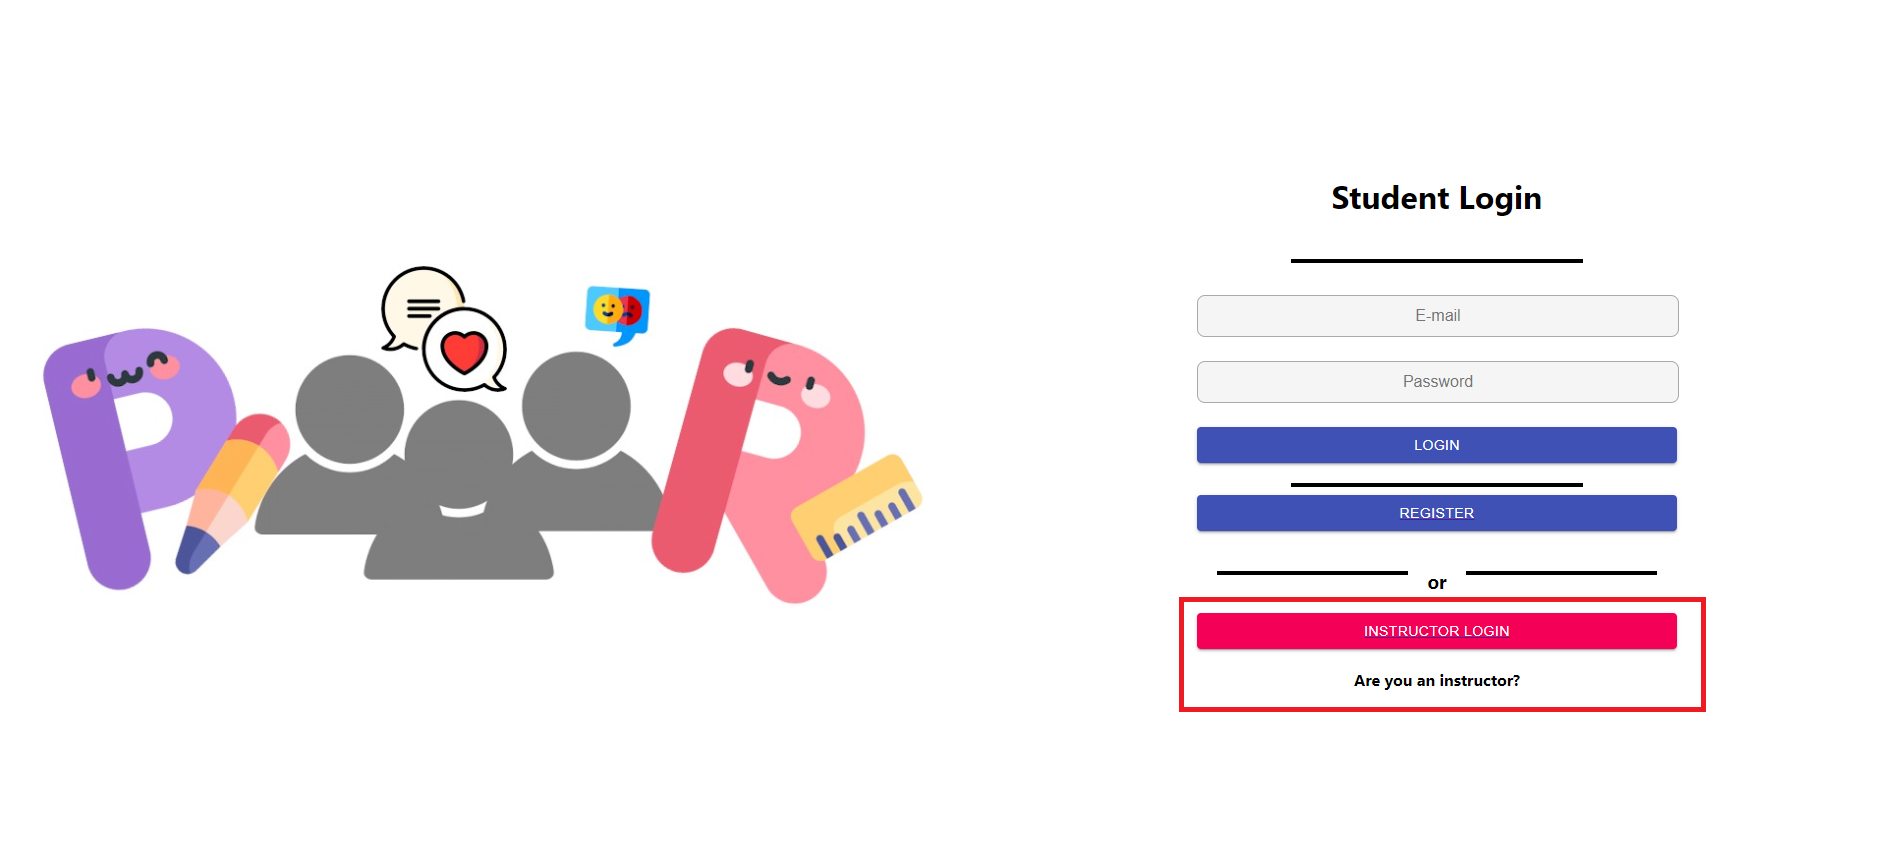 P R
Student Login
E-mail
Password
LOGIN
REGISTER
or
INSTRUCTOR LOGIN
Are you an instructor?